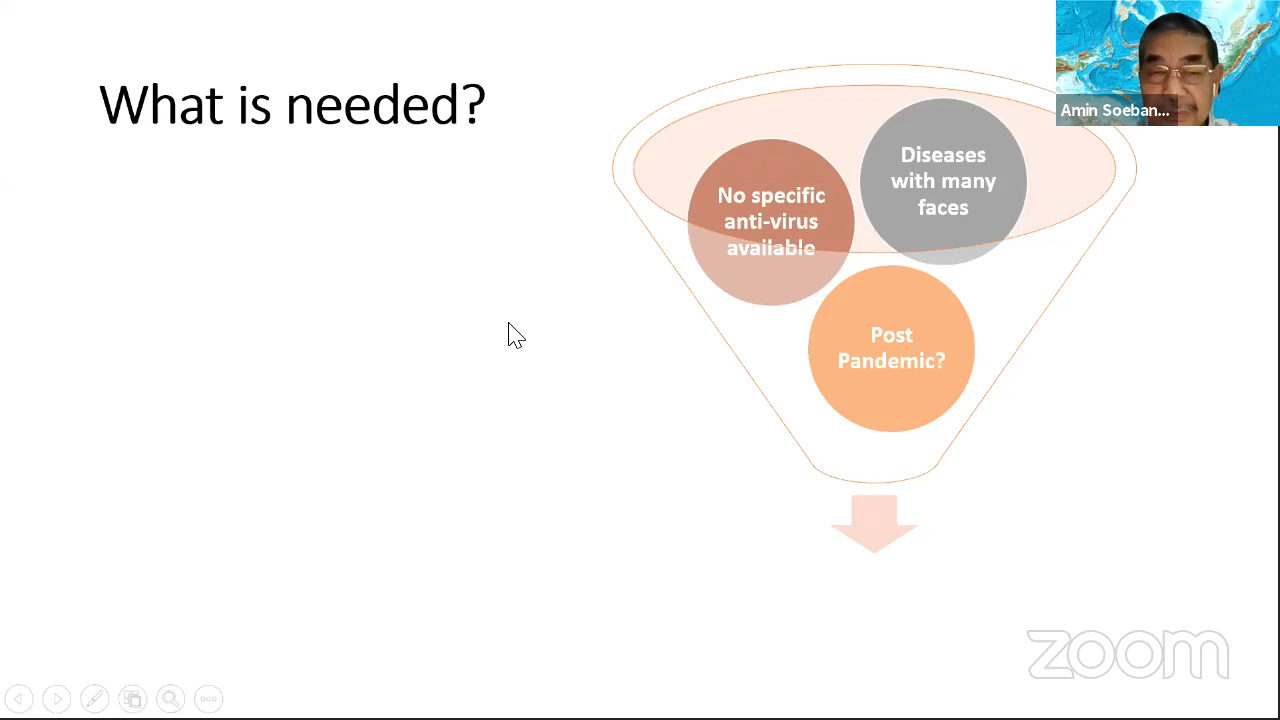 What is needed?
Amin Soeban...
Diseases
with many
faces
No specific
anti-virus
available
Post
Pandemic?
zoom